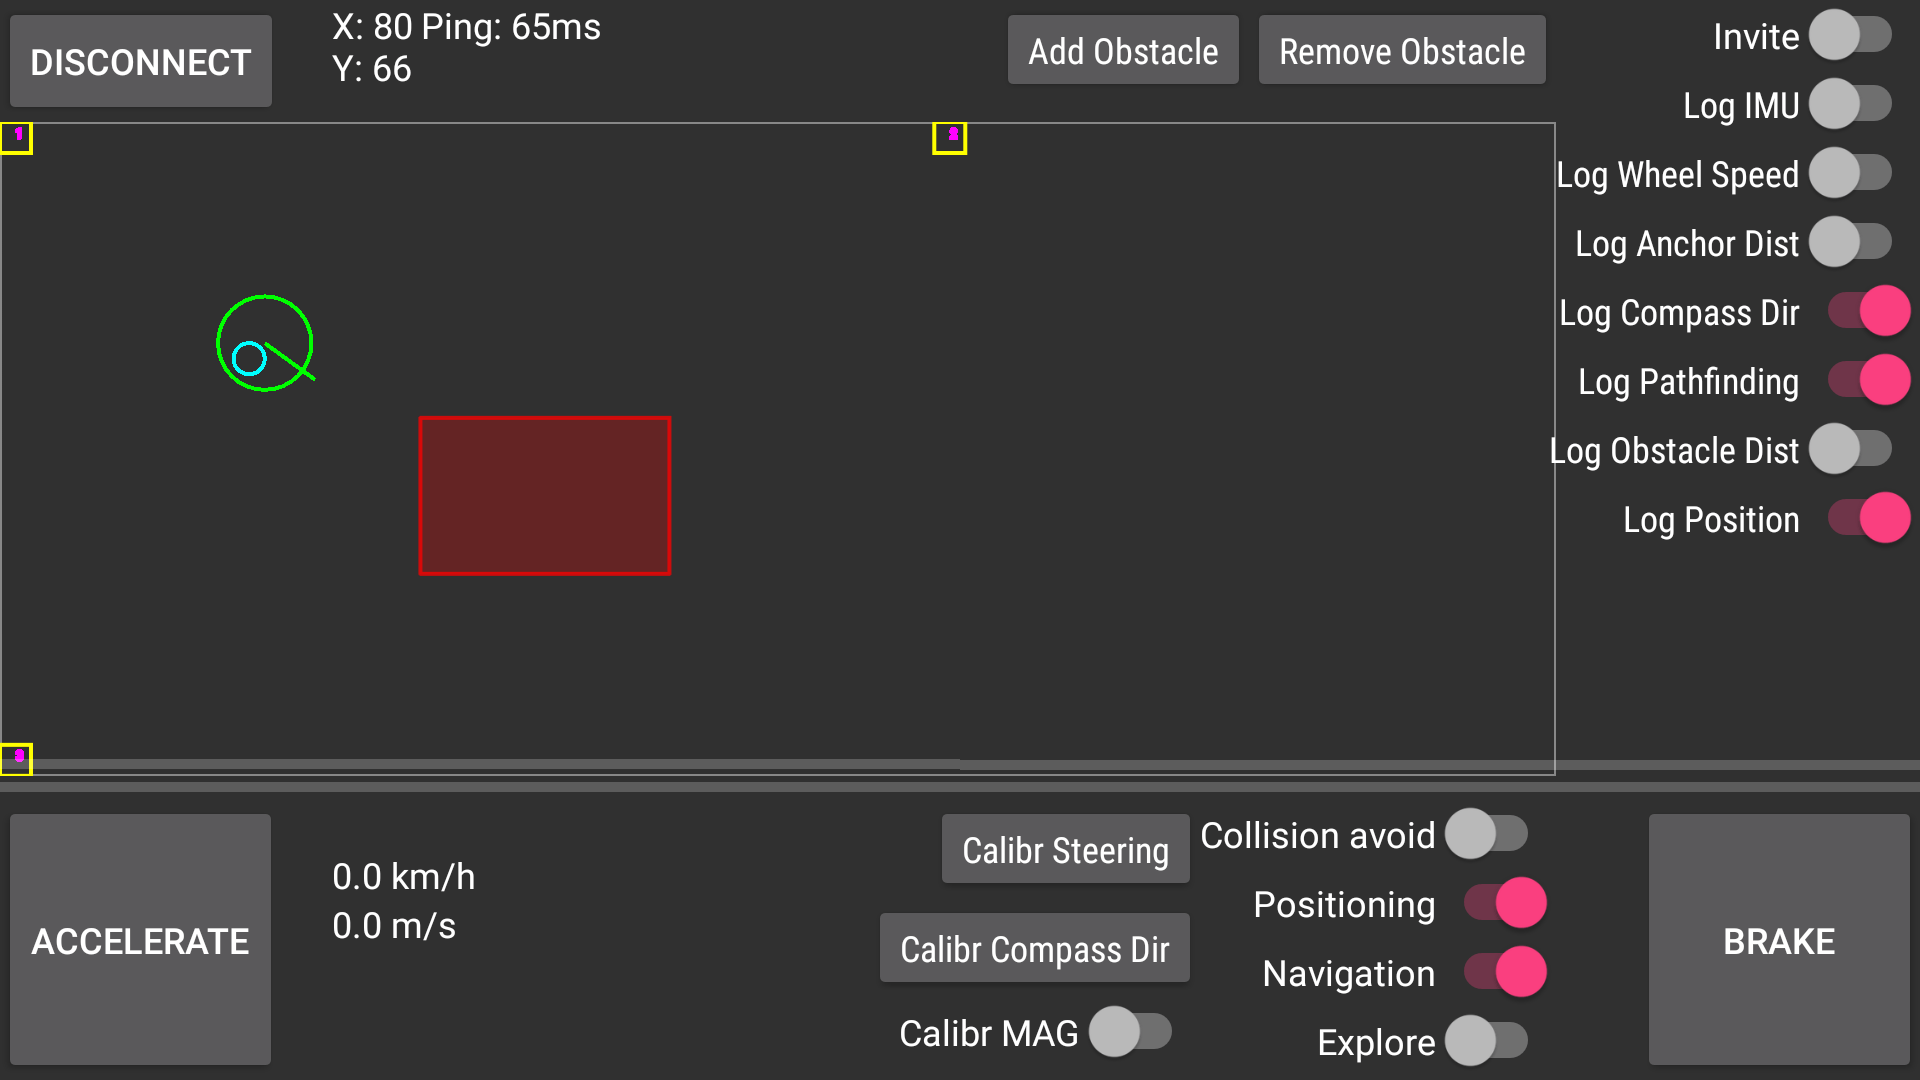 DISCONNECT
X: 80 Ping: 65ms
Y: 66
Add Obstacle
Remove Obstacle
Invite
Log IMU
Log Wheel Speed
Log Anchor Dist
Log Compass Dir
Log Pathfinding
Log Obstacle Dist
Log Position
1
2
3
ACCELERATE
0.0 km/h
0.0 m/s
Calibr Steering
Calibr Compass Dir
Calibr MAG
Collision avoid
Positioning
Navigation
Explore
BRAKE